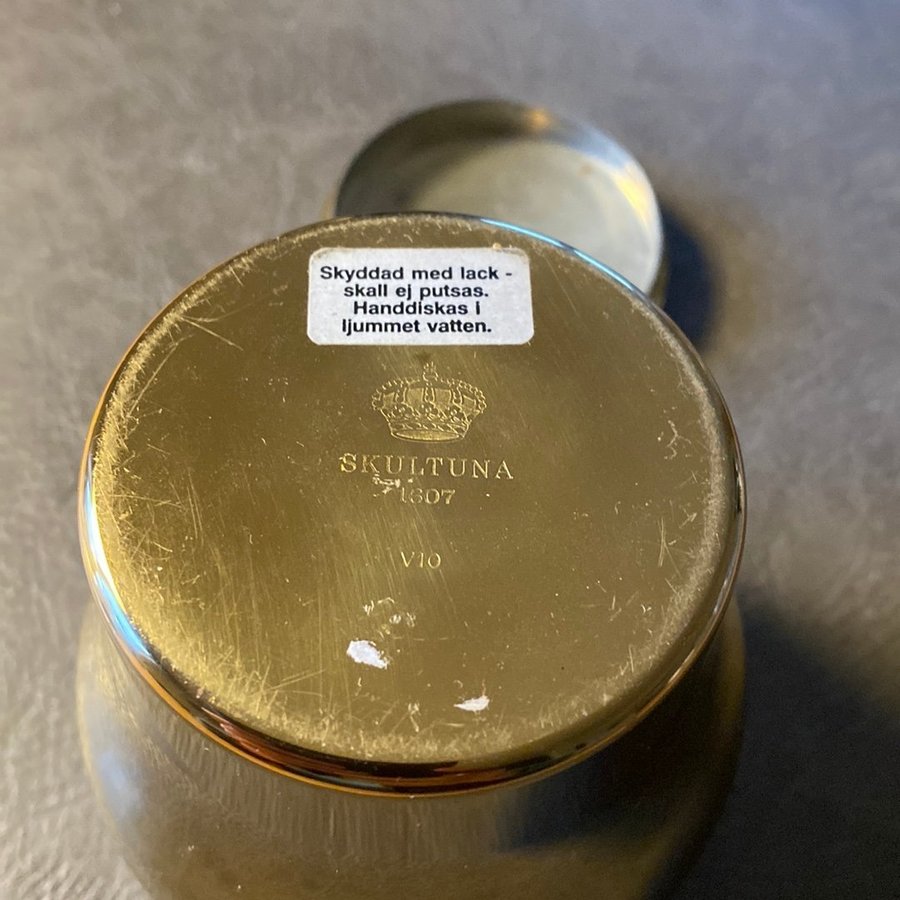 Skyddad med lack -
skall ej putsas.
Handdiskas i
ljummet vatten.
SKULTUNA
1607
V10